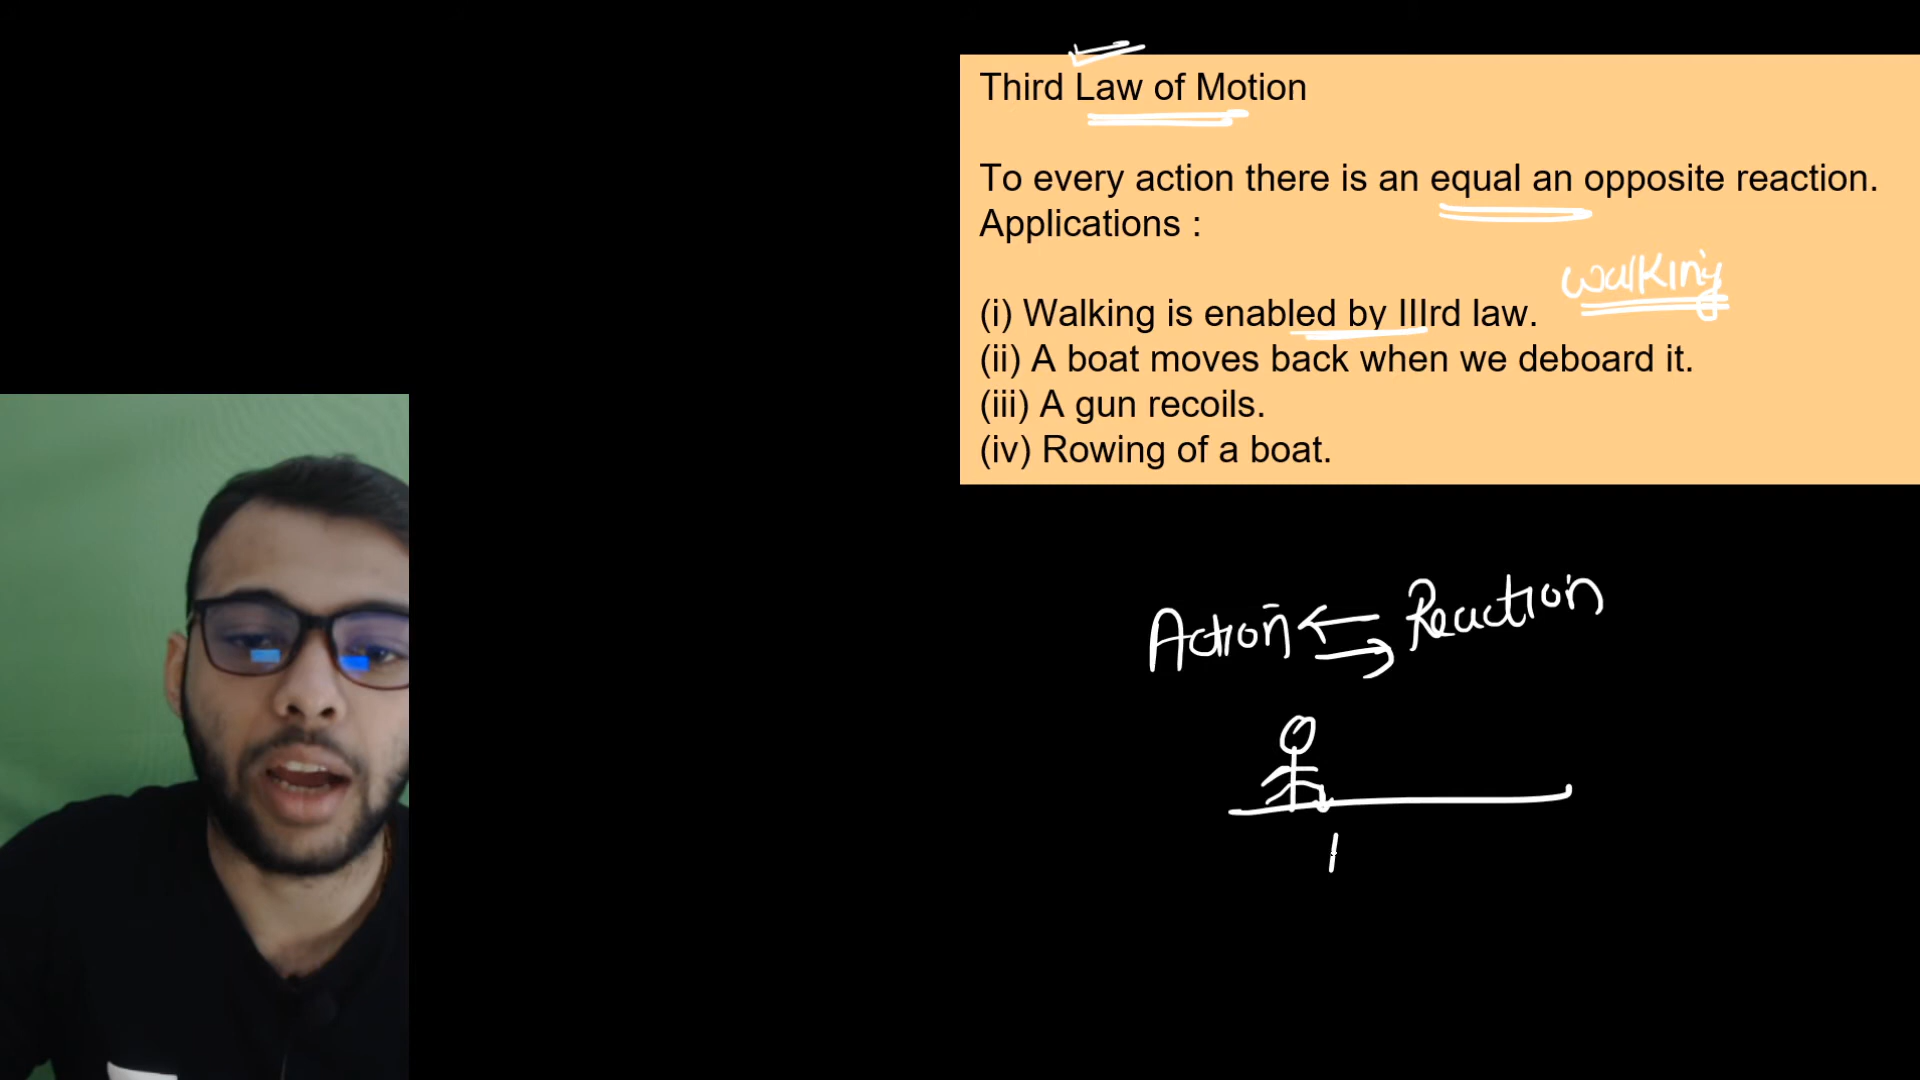 Third Law of Motion
To every action there is an equal an opposite reaction.
Applications :
walking
(i) Walking is enabled by IIIrd law.
(ii) A boat moves back when we deboard it.
(iii) A gun recoils.
(iv) Rowing of a boat.
Action Reaction